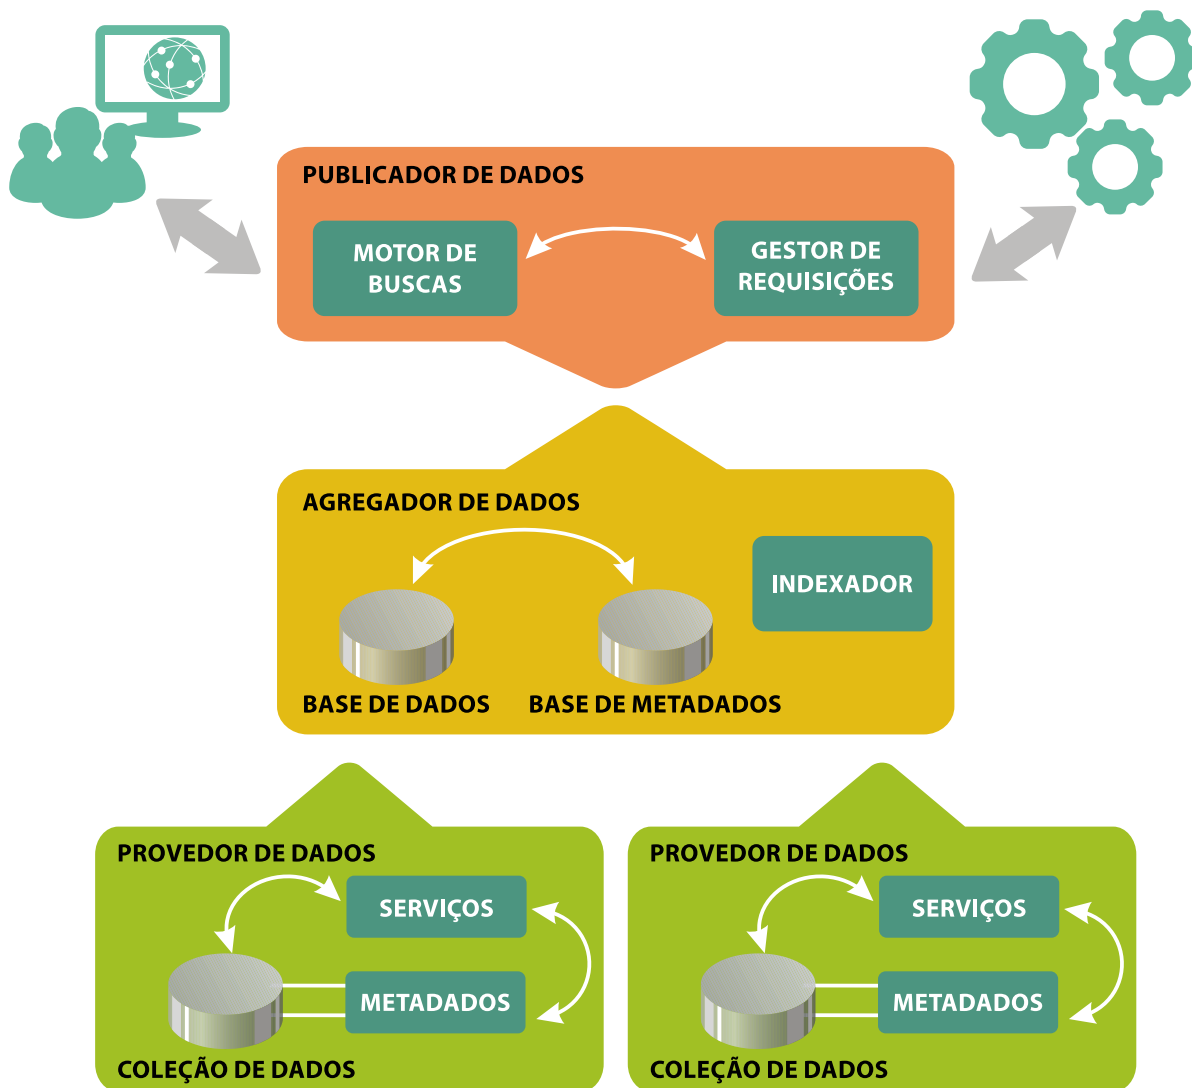 PUBLICADOR DE DADOS
MOTOR DE
BUSCAS
GESTOR DE
REQUISIÇÕES
AGREGADOR DE DADOS
INDEXADOR
BASE DE DADOS
BASE DE METADADOS
PROVEDOR DE DADOS
SERVIÇOS
METADADOS
COLEÇÃO DE DADOS
PROVEDOR DE DADOS
SERVIÇOS
METADADOS
COLEÇÃO DE DADOS